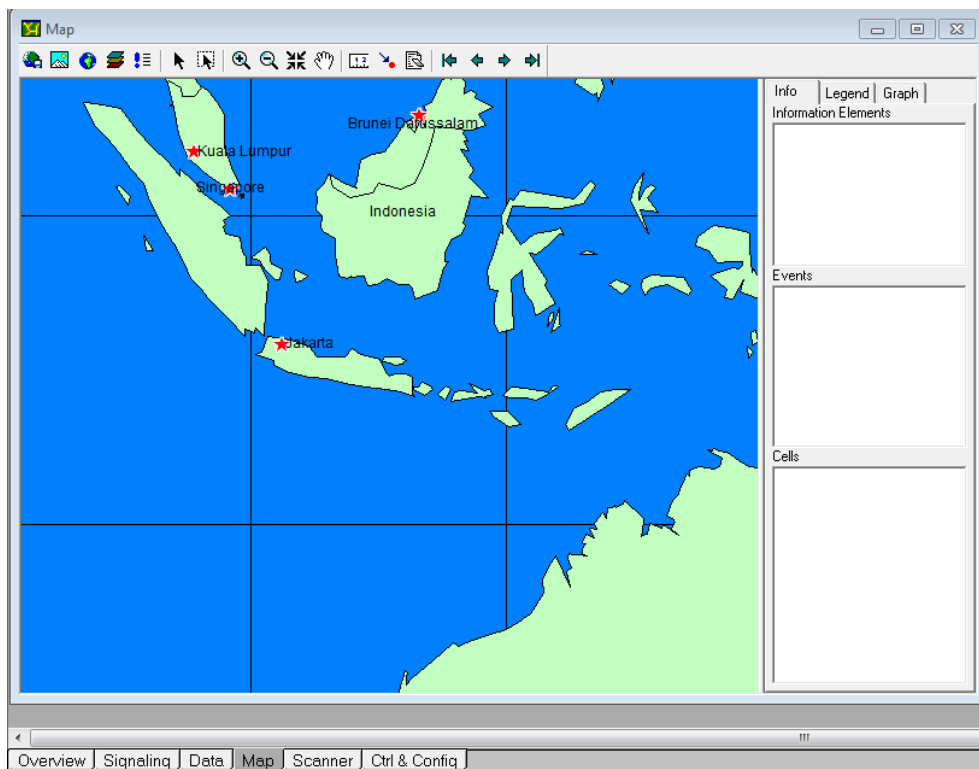 Map
Info Legend Graph
Information Elements
Brunei Darussalam
Kuala Lumpur
Singapore
Indonesia
Events
Jakarta
Cells
Overview Signaling Data Map Scanner Ctrl & Config